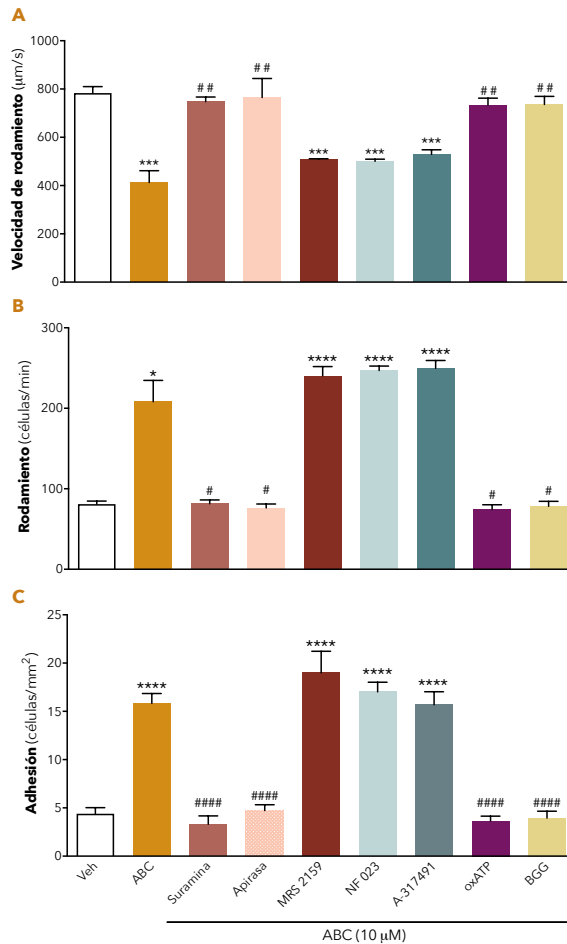 A
Velocidad de rodamiento (µm/s)
1000
800
600
400
200
0
***
##
##
***
***
***
##
##
B
Rodamiento (células/min)
300
200
100
0
*
#
#
****
****
****
#
#
C
Adhesión (células/mm²)
25
20
15
10
5
0
****
####
####
****
****
****
####
####
Veh
ABC
Suramina
Apirasa
MRS 2159
NF 023
A-317491
oxATP
BGG
ABC (10 µM)